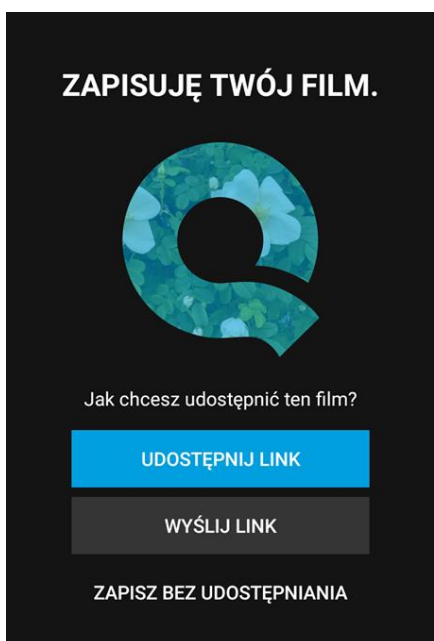 ZAPISUJĘ TWÓJ FILM.
Jak chcesz udostępnić ten film?
UDOSTĘPNIJ LINK
WYŚLIJ LINK
ZAPISZ BEZ UDOSTĘPNIANIA